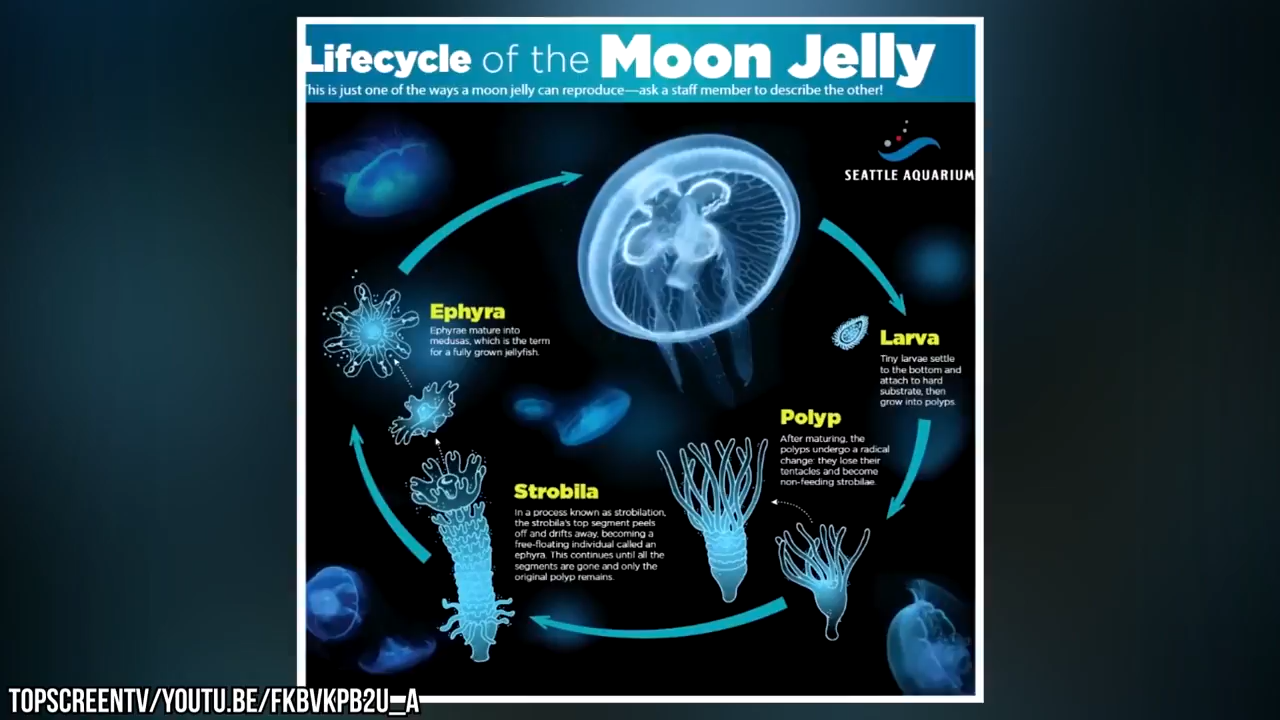 Lifecycle of the Moon Jelly
This is just one of the ways a moon jelly can reproduce—ask a staff member to describe the other!
SEATTLE AQUARIUM
Ephyra
Ephyrae mature into
medusas, which is the term
for a fully grown jellyfish.
Larva
Tiny larvae settle
to the bottom and
attach to hard
substrate, then
grow into polyps.
Polyp
After maturing, the
polyps undergo a radical
change: they lose their
tentacles and become
non-feeding strobilae.
Strobila
In a process known as strobilation,
the strobila's top segment peels
off and drifts away, becoming a
free-floating individual called an
ephyra. This continues until all the
segments are gone and only the
original polyp remains.
TOPSCREENTV/YOUTU.BE/FKBVKPB2U_A